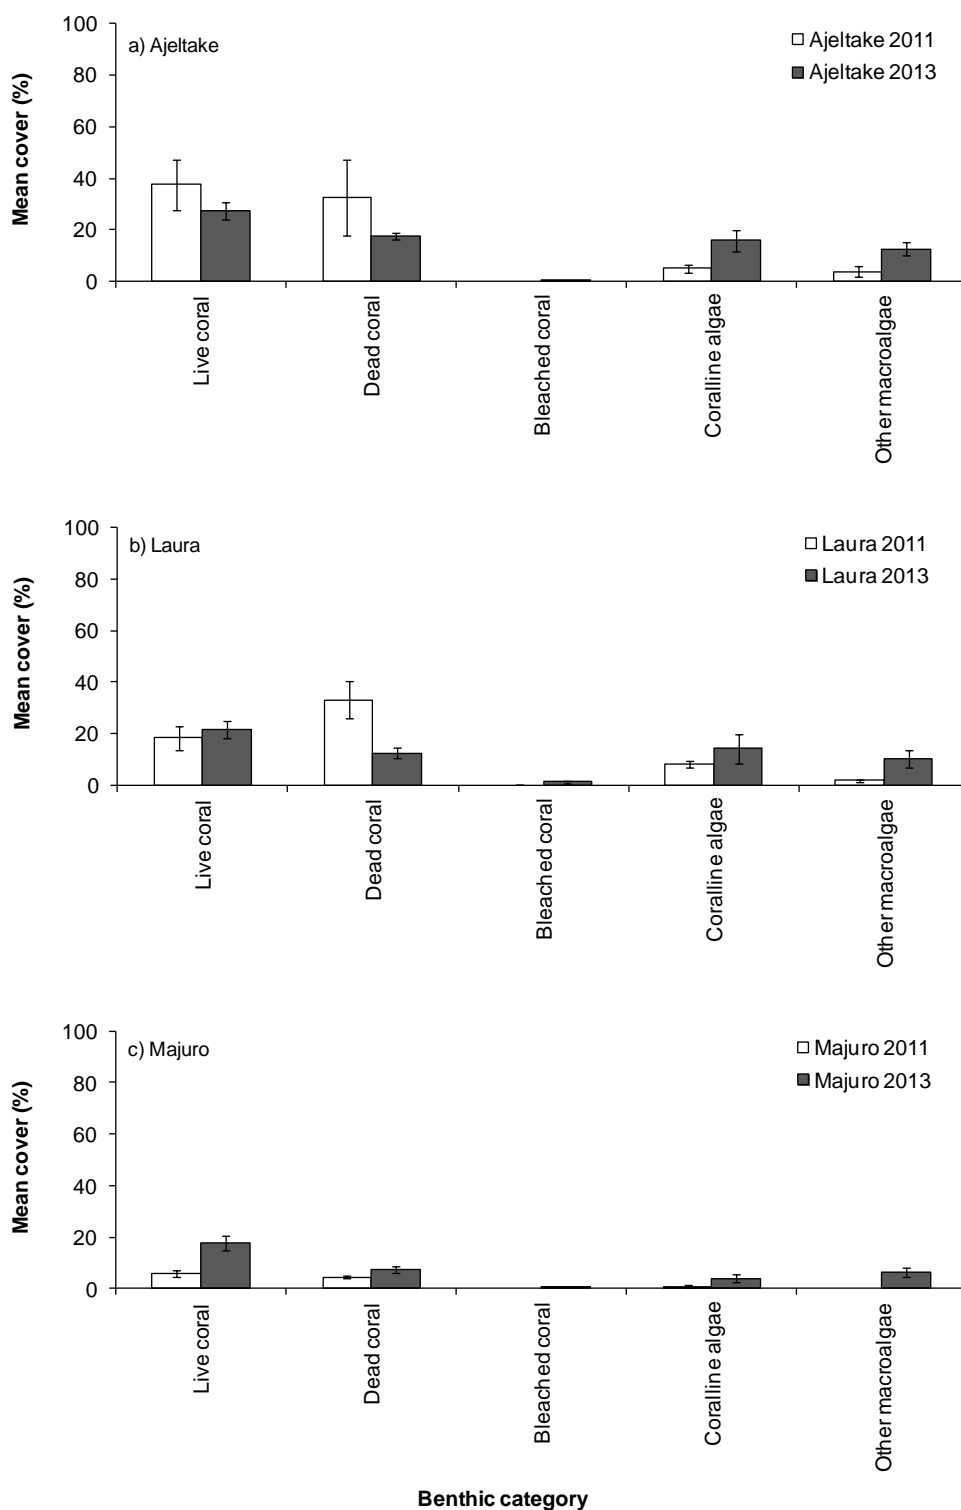 a) Ajeltake
Ajeltake 2011
Ajeltake 2013
Mean cover (%)
100
80
60
40
20
0
Live coral
Dead coral
Bleached coral
Coralline algae
Other macroalgae
b) Laura
Laura 2011
Laura 2013
Mean cover (%)
100
80
60
40
20
0
Live coral
Dead coral
Bleached coral
Coralline algae
Other macroalgae
c) Majuro
Majuro 2011
Majuro 2013
Mean cover (%)
100
80
60
40
20
0
Live coral
Dead coral
Bleached coral
Coralline algae
Other macroalgae
Benthic category